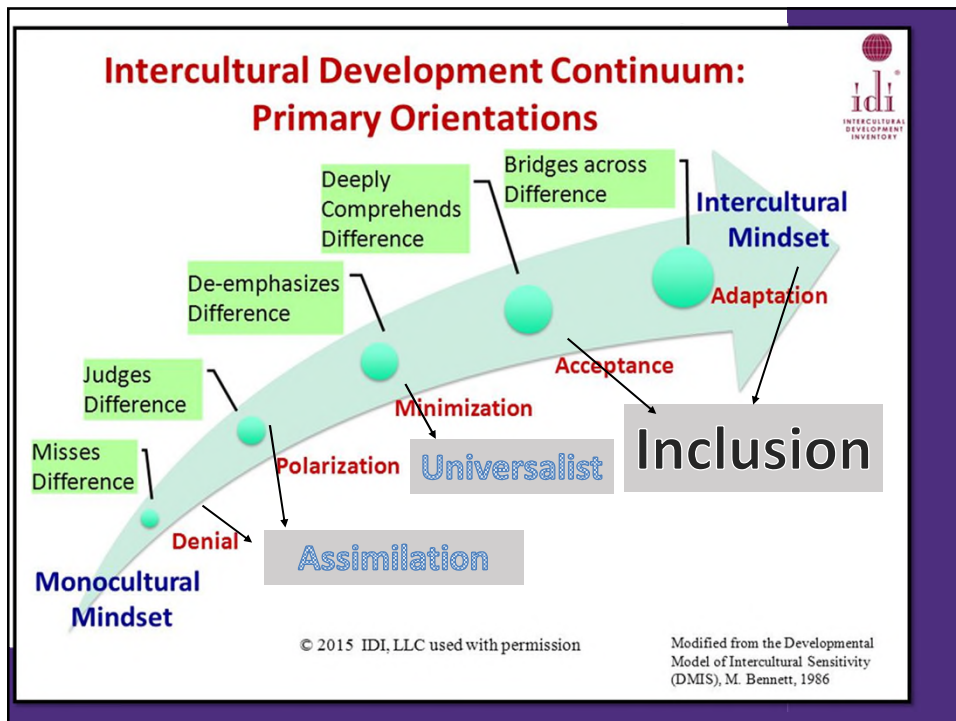 Intercultural Development Continuum:
Primary Orientations
idi®
INTERCULTURAL
DEVELOPMENT
INVENTORY
Bridges across
Difference
Deeply
Comprehends
Difference
Intercultural
Mindset
De-emphasizes
Difference
Adaptation
Judges
Difference
Acceptance
Minimization
Inclusion
Misses
Difference
Polarization
Universalist
Denial
Assimilation
Monocultural
Mindset
© 2015 IDI, LLC used with permission
Modified from the Developmental
Model of Intercultural Sensitivity
(DMIS), M. Bennett, 1986